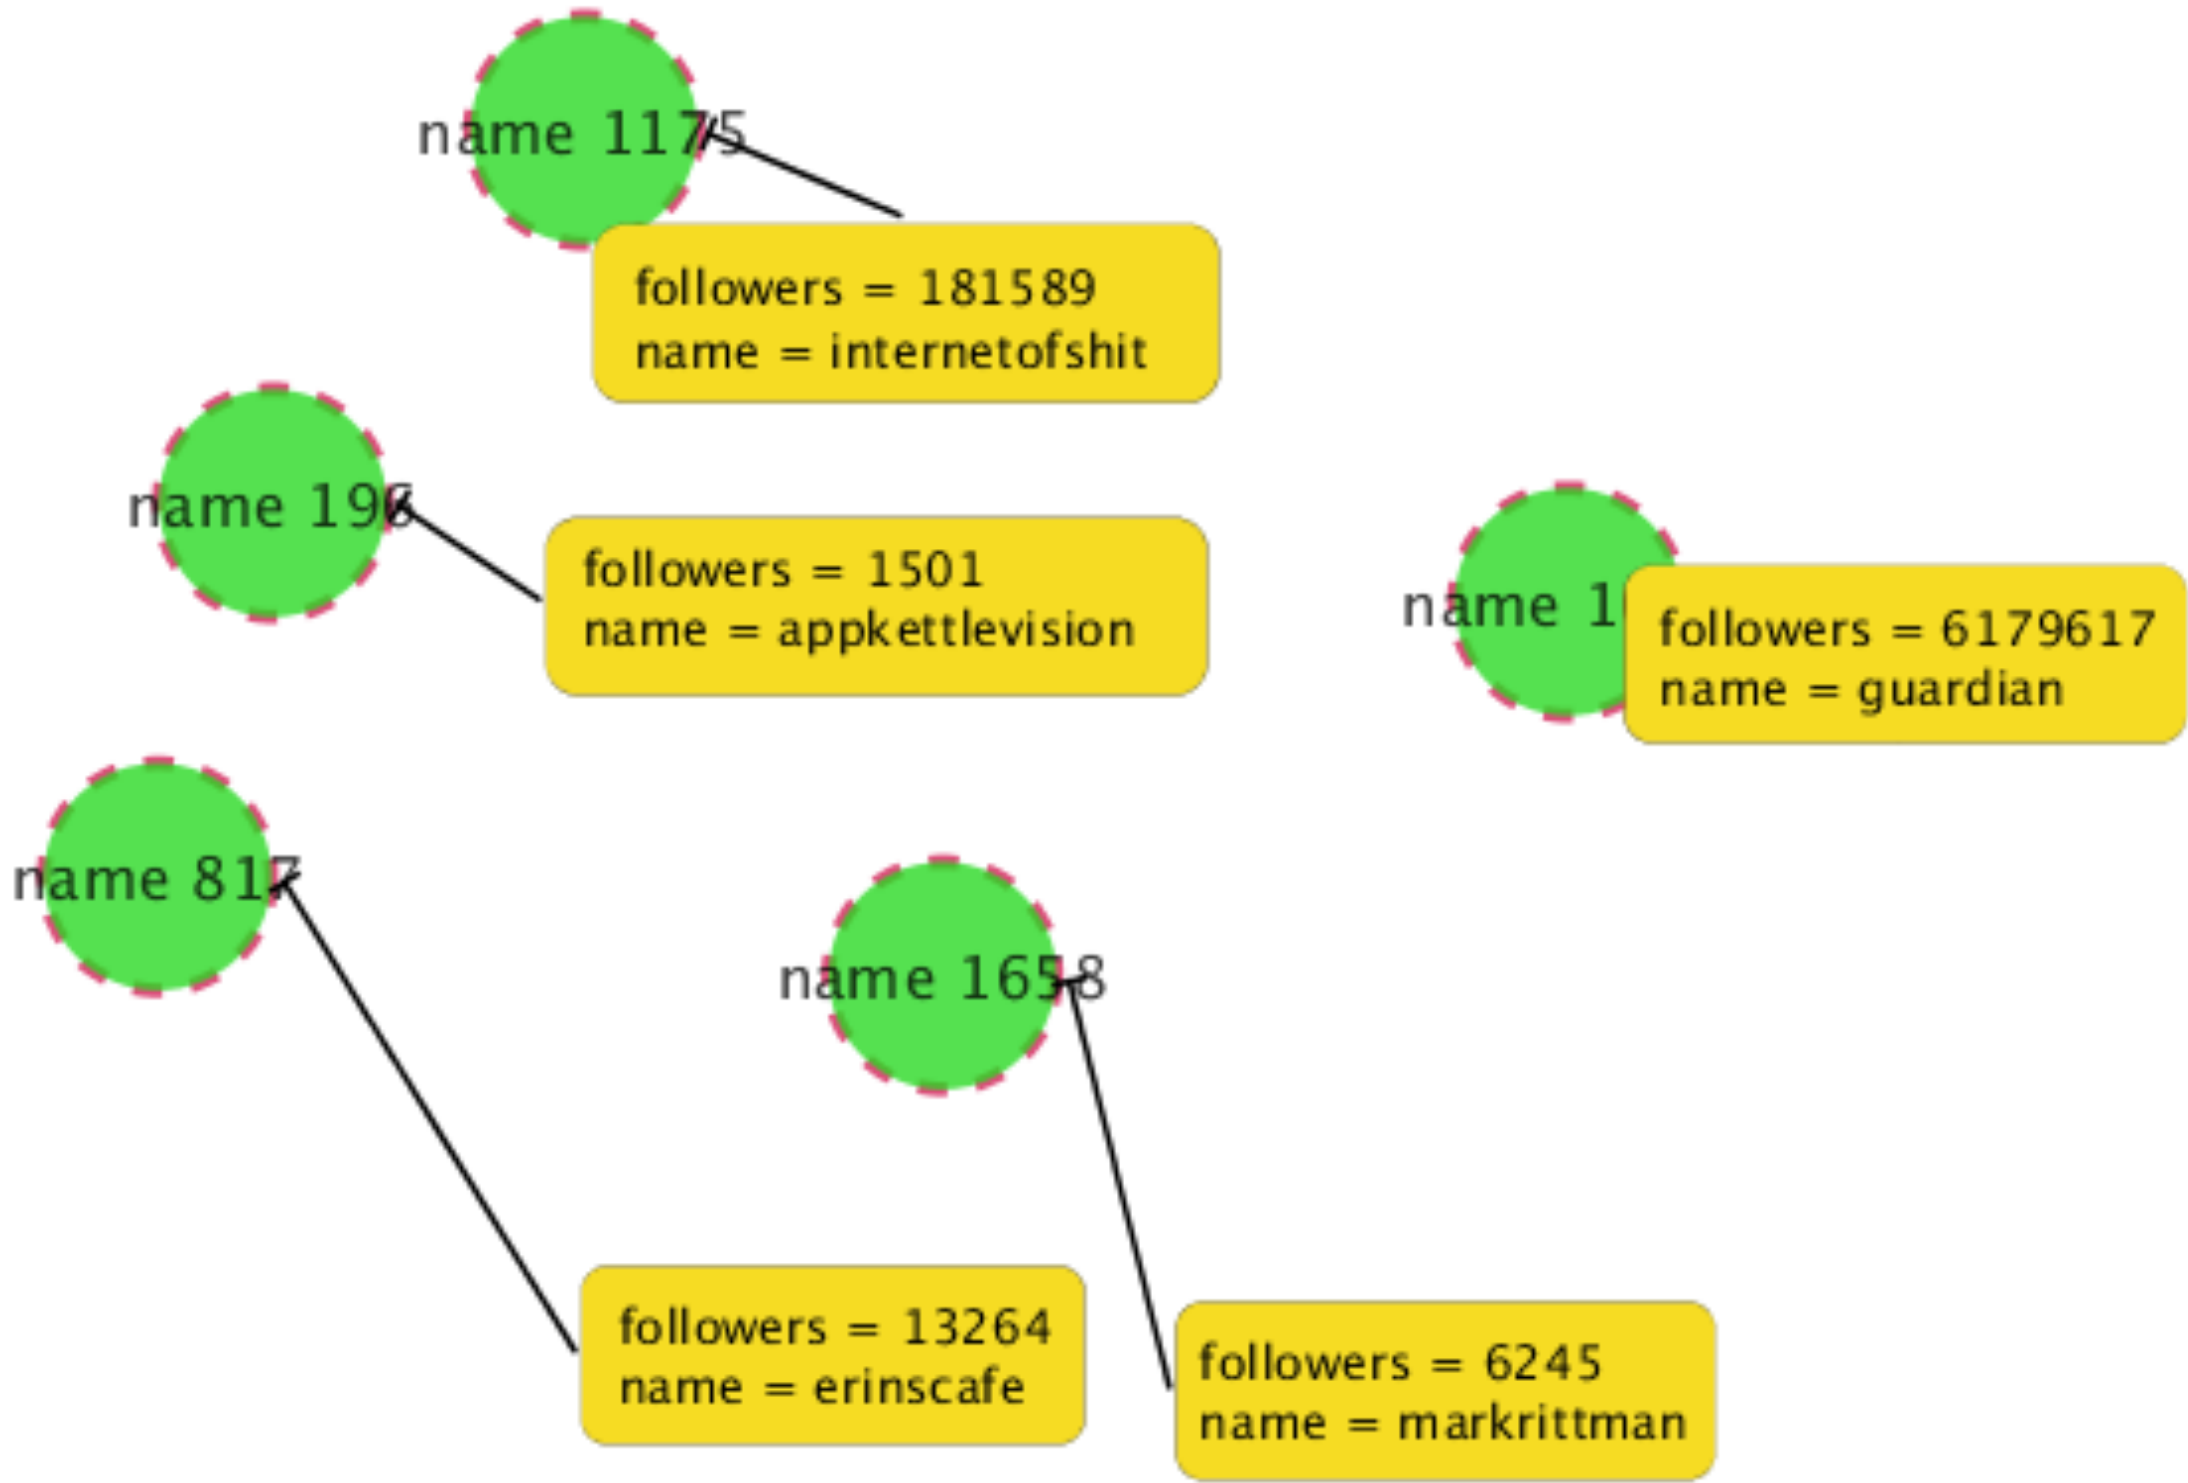 name 1175
followers = 181589
name = internetofshit
name 196
followers = 1501
name = appkettlevision
name
followers = 6179617
name = guardian
name 817
name 1658
followers = 13264
name = erinscafe
followers = 6245
name = markrittman